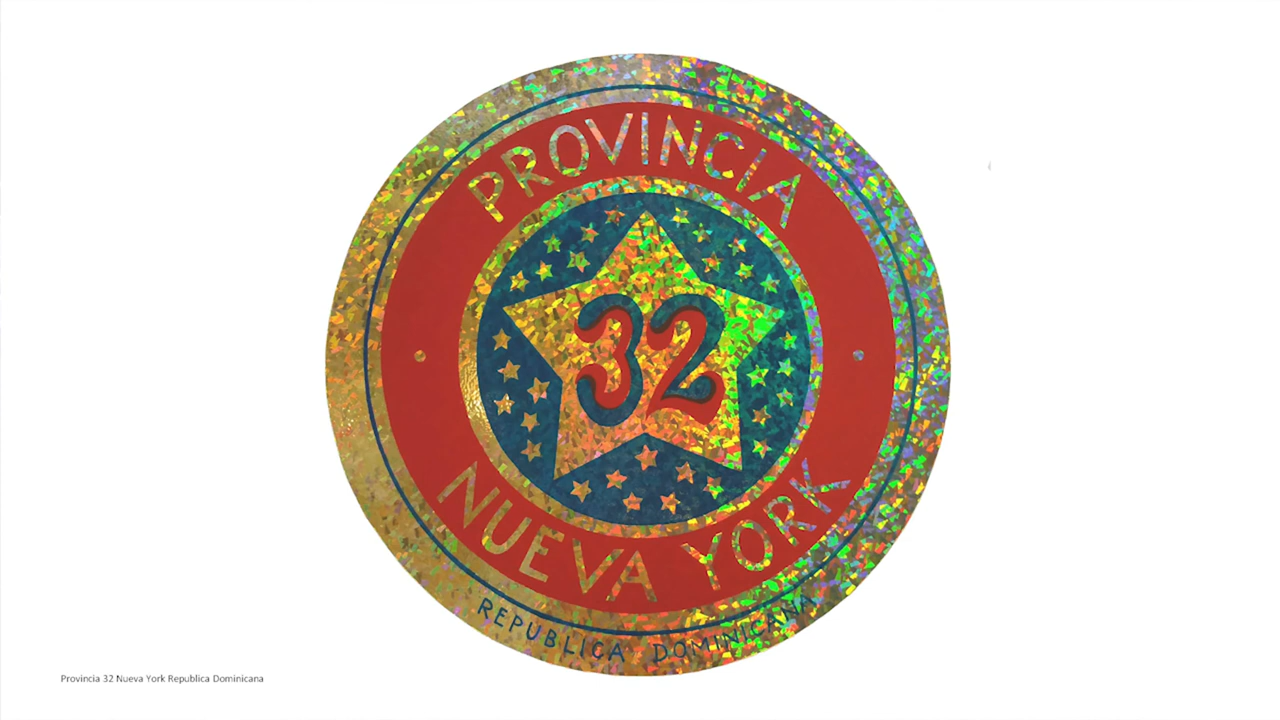 PROVINCIA
32
NUEVA YORK
REPUBLICA DOMINICANA
Provincia 32 Nueva York Republica Dominicana